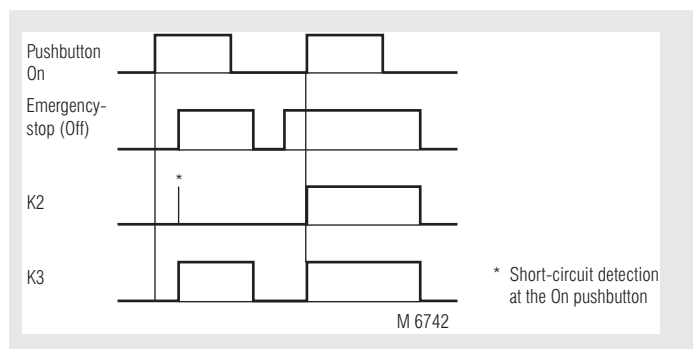 Pushbutton
On
Emergency-
stop (Off)
*
K2
K3
* Short-circuit detection
at the On pushbutton
M 6742